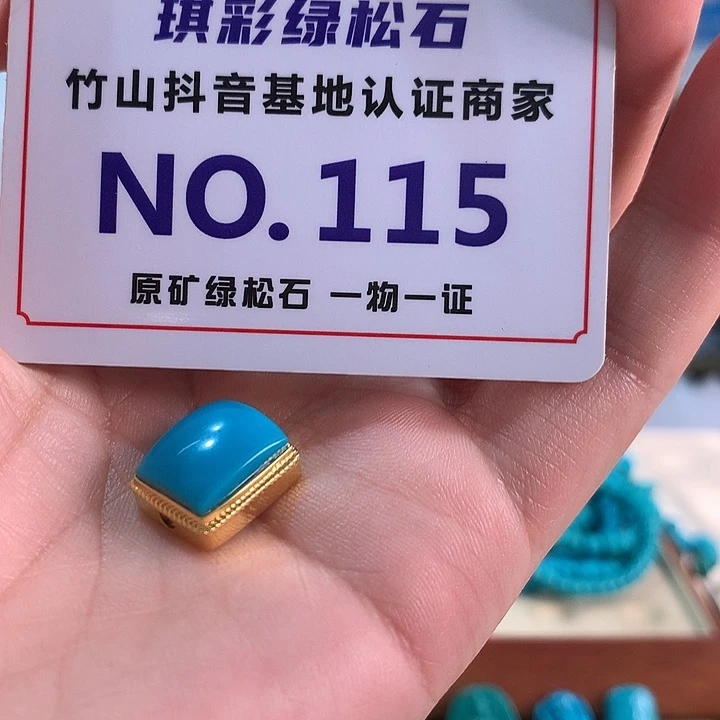 琪彩绿松石
竹山抖音基地认证商家
NO.115
原矿绿松石 一物一证